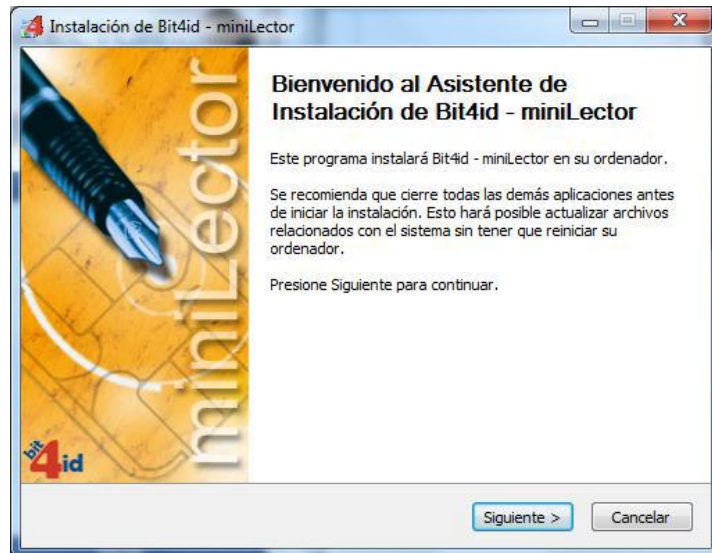 Instalación de Bit4id - miniLector
miniLector
bit
4id
Bienvenido al Asistente de
Instalación de Bit4id - miniLector
Este programa instalará Bit4id - miniLector en su ordenador.
Se recomienda que cierre todas las demás aplicaciones antes
de iniciar la instalación. Esto hará posible actualizar archivos
relacionados con el sistema sin tener que reiniciar su
ordenador.
Presione Siguiente para continuar.
Siguiente >
Cancelar